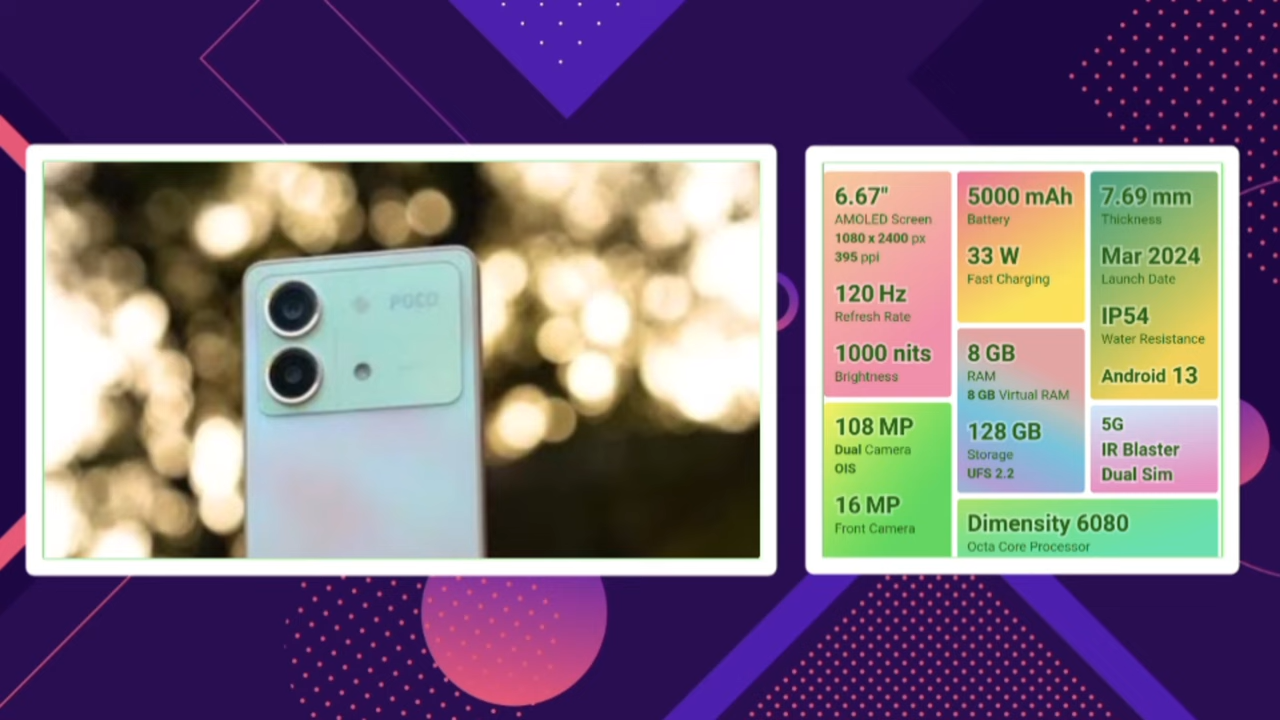 POCO
6.67"
AMOLED Screen
1080 x 2400 px
395 ppi
120 Hz
Refresh Rate
1000 nits
Brightness
108 MP
Dual Camera
OIS
16 MP
Front Camera
5000 mAh
Battery
33 W
Fast Charging
8 GB
RAM
8 GB Virtual RAM
128 GB
Storage
UFS 2.2
7.69 mm
Thickness
Mar 2024
Launch Date
IP54
Water Resistance
Android 13
5G
IR Blaster
Dual Sim
Dimensity 6080
Octa Core Processor